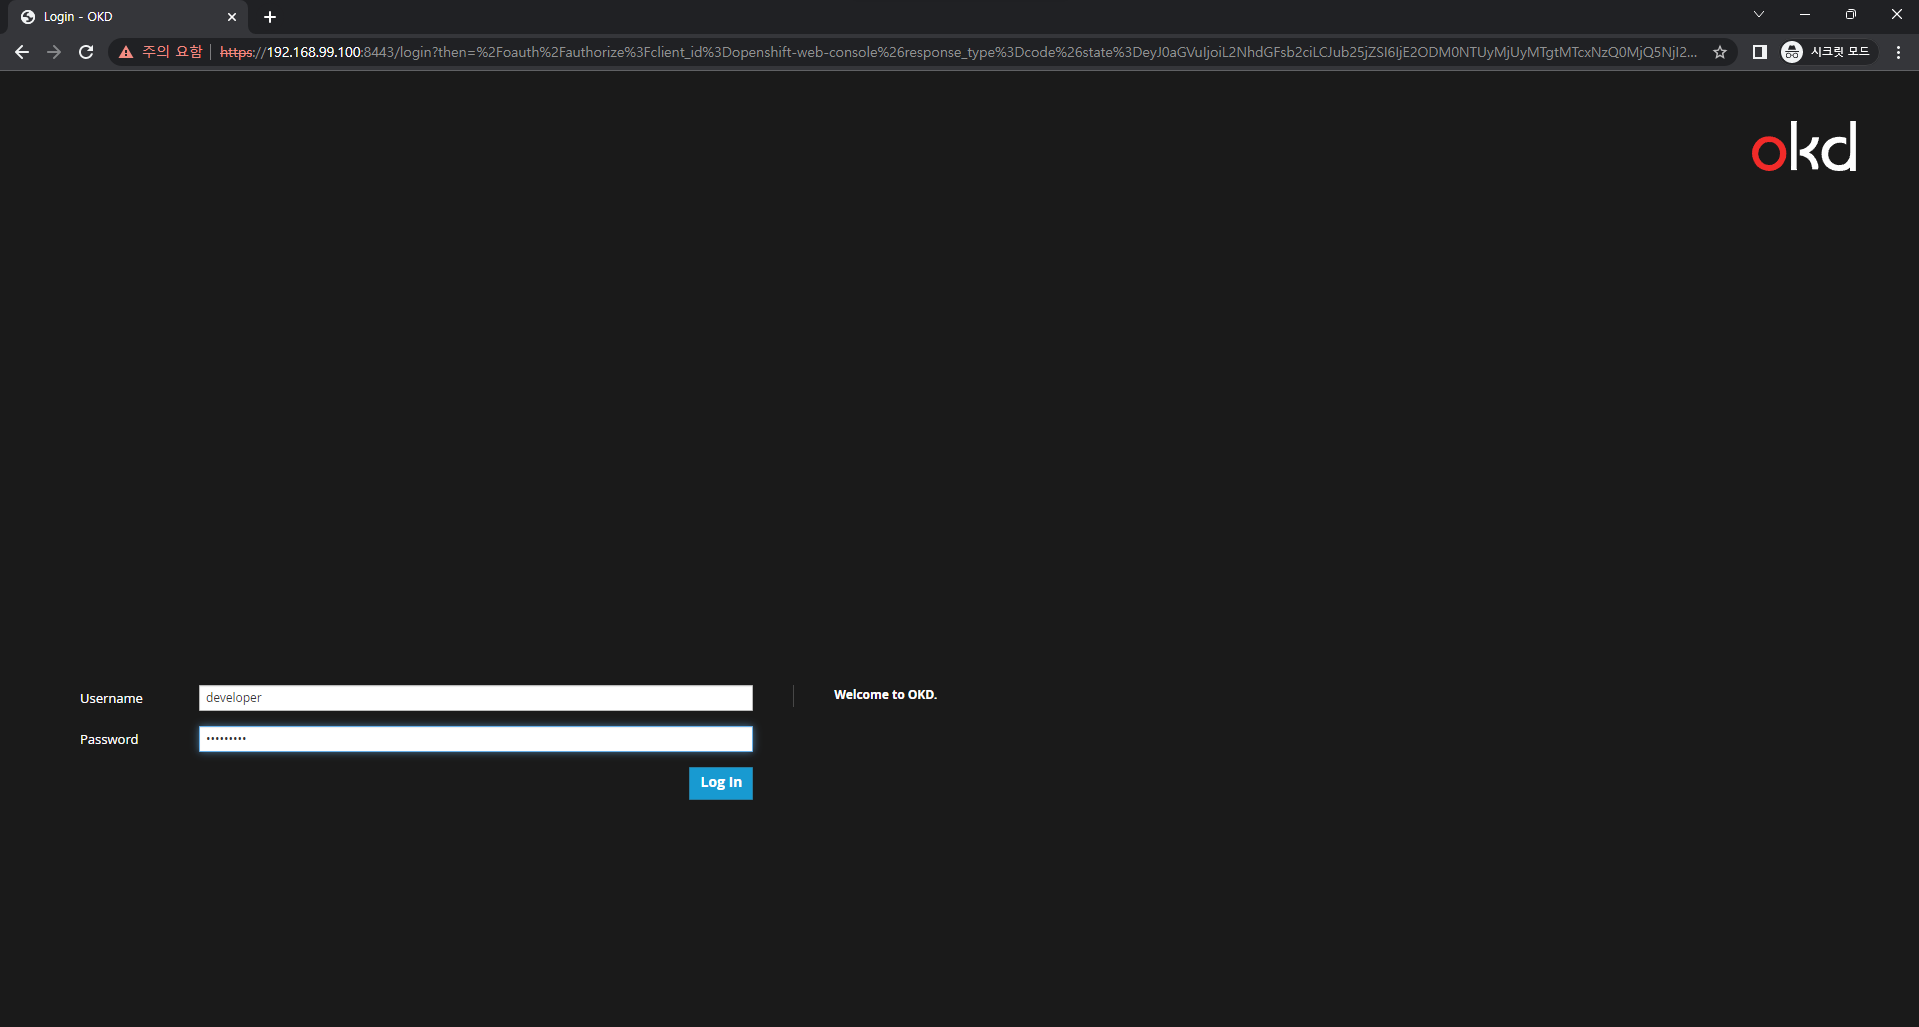 Login - OKD
주의 요함 https://192.168.99.100:8443/login?then=%2Foauth%2Fauthorize%3Fclient_id%3Dopenshift-web-console%26response_type%3Dcode%26state%3DeyJ0aGVuIjoiL2NhdGFsb2ciLCJub25jZSI6IjE2ODM0NTUyMjUyMTgtMTcxNzQ0MjQ5NjI2... 시크릿 모드
okd
Username developer
Welcome to OKD.
Password •••••••••
Log In